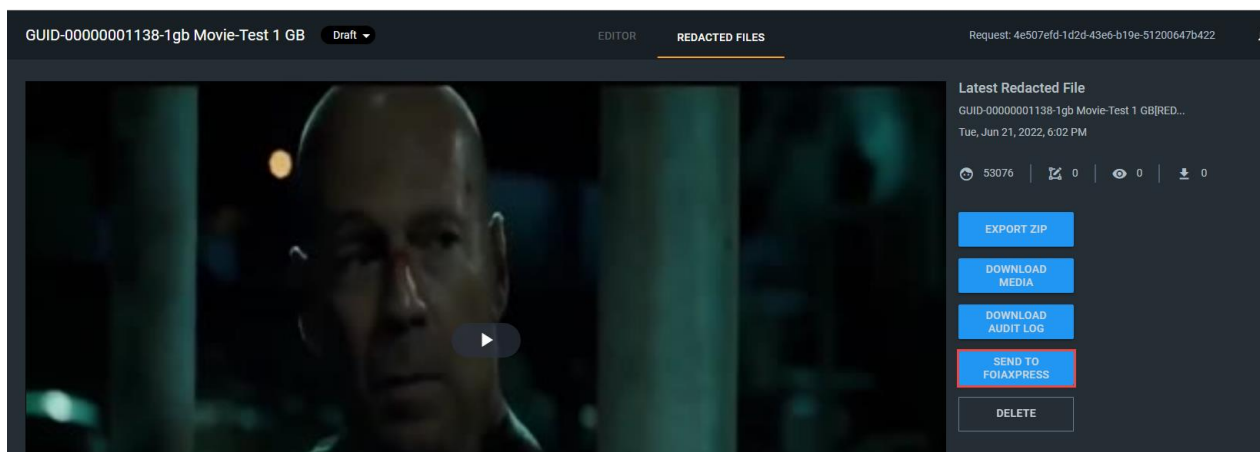 GUID-00000001138-1gb Movie-Test 1 GB Draft EDITOR REDACTED FILES Request: 4e507efd-1d2d-43e6-b19e-51200647b422
Latest Redacted File
GUID-00000001138-1gb Movie-Test 1 GB[RED...
Tue, Jun 21, 2022, 6:02 PM
53076 0 0 0
EXPORT ZIP
DOWNLOAD
MEDIA
DOWNLOAD
AUDIT LOG
SEND TO
FOIAXPRESS
DELETE